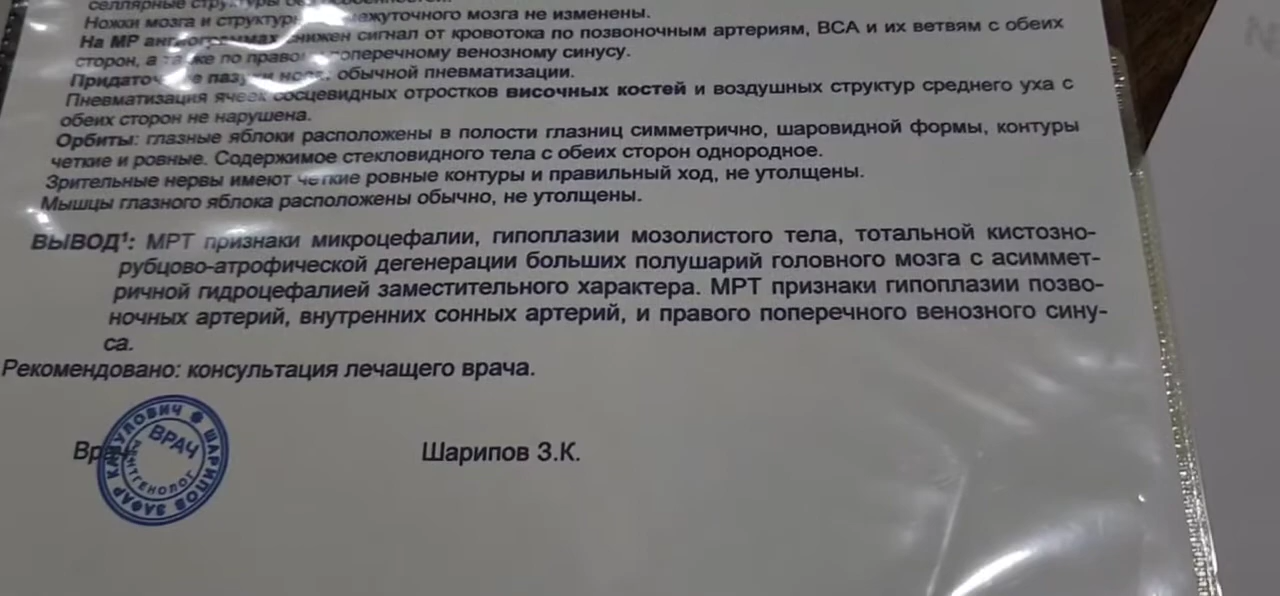 Ножки мозга и структуры промежуточного мозга не изменены.
На МР ангиограммах снижен сигнал от кровотока по позвоночным артериям, ВСА и их ветвям с обеих
сторон, а также по правому поперечному венозному синусу.
Придаточные пазухи носа: обычной пневматизации.
Пневматизация ячеек сосцевидных отростков височных костей и воздушных структур среднего уха с
обеих сторон не нарушена.
Орбиты: глазные яблоки расположены в полости глазниц симметрично, шаровидной формы, контуры
четкие и ровные. Содержимое стекловидного тела с обеих сторон однородное.
Зрительные нервы имеют четкие ровные контуры и правильный ход, не утолщены.
Мышцы глазного яблока расположены обычно, не утолщены.
ВЫВОД¹: МРТ признаки микроцефалии, гипоплазии мозолистого тела, тотальной кистозно-
рубцово-атрофической дегенерации больших полушарий головного мозга с асиммет-
ричной гидроцефалией заместительного характера. МРТ признаки гипоплазии позво-
ночных артерий, внутренних сонных артерий, и правого поперечного венозного сину-
са.
Рекомендовано: консультация лечащего врача.
Врач Шарипов З.К.
ШАРИПОВ ЗАФАР
ВРАЧ